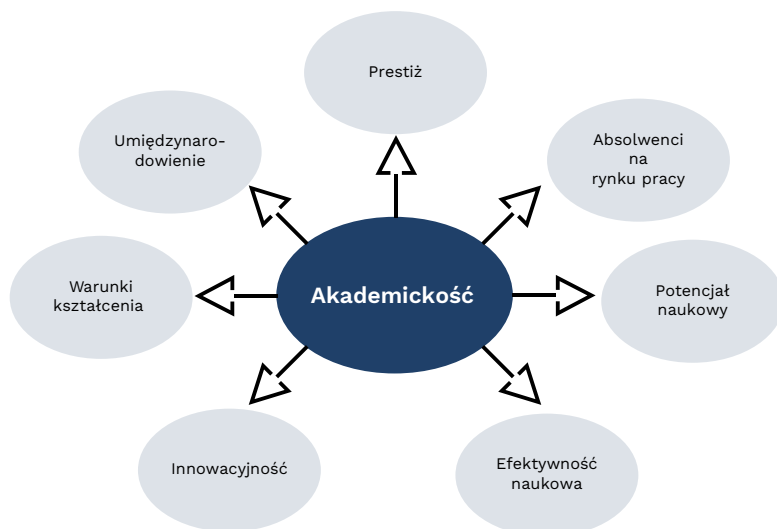 Prestiż
Umiędzynaro-
dowienie
Absolwenci
na
rynku pracy
Warunki
kształcenia
Akademickość
Potencjał
naukowy
Innowacyjność
Efektywność
naukowa